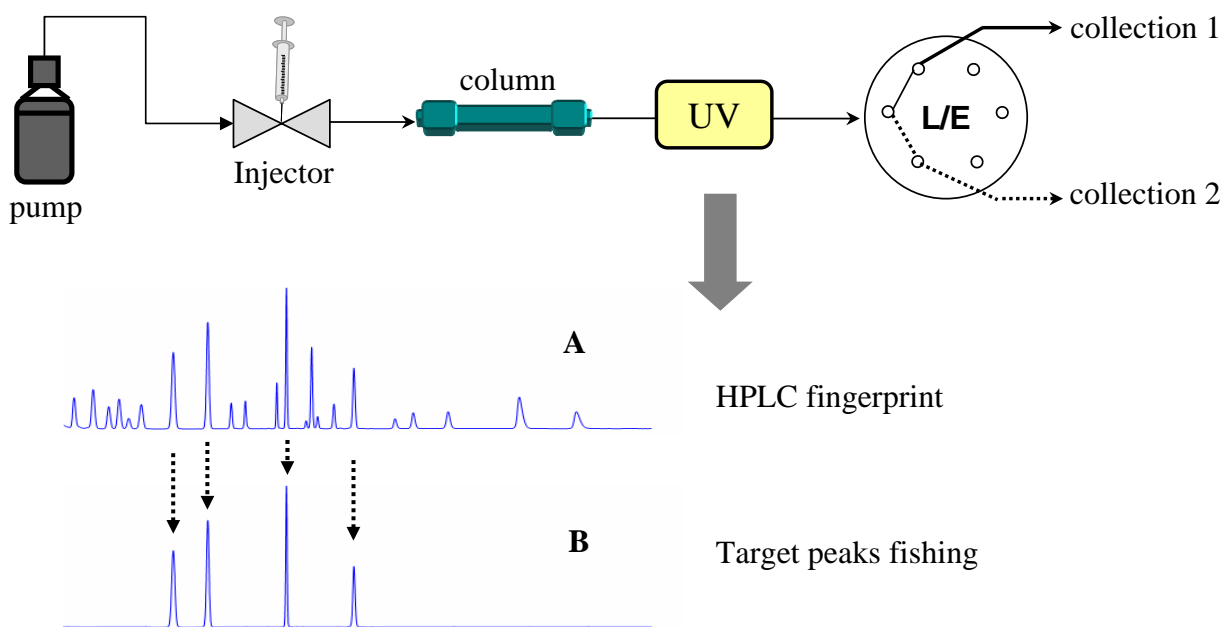 collection 1
column
UV
L/E
Injector
pump
collection 2
A
HPLC fingerprint
B
Target peaks fishing